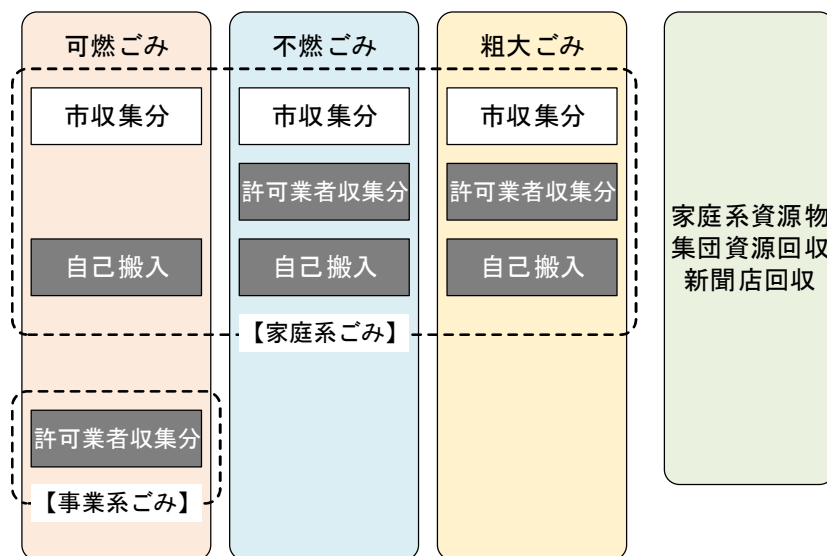 可燃ごみ
不燃ごみ
粗大ごみ
市収集分
市収集分
市収集分
許可業者収集分
許可業者収集分
自己搬入
自己搬入
自己搬入
【家庭系ごみ】
許可業者収集分
【事業系ごみ】
家庭系資源物
集団資源回収
新聞店回収